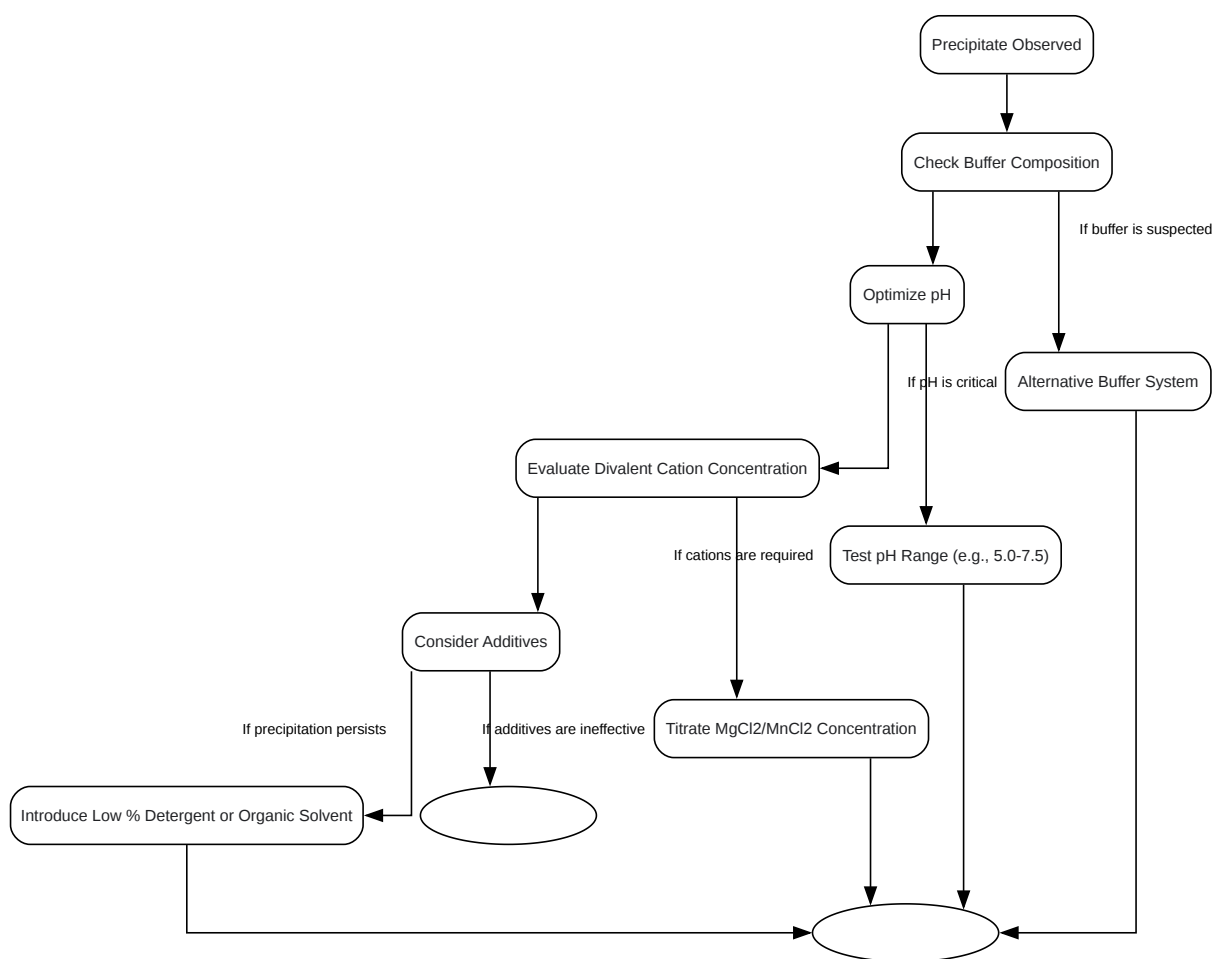 Precipitate Observed
Check Buffer Composition
If buffer is suspected
Optimize pH
If pH is critical
Alternative Buffer System
Evaluate Divalent Cation Concentration
If cations are required
Test pH Range (e.g., 5.0-7.5)
Consider Additives
If precipitation persists
If additives are ineffective
Titrate MgCl2/MnCl2 Concentration
Introduce Low % Detergent or Organic Solvent